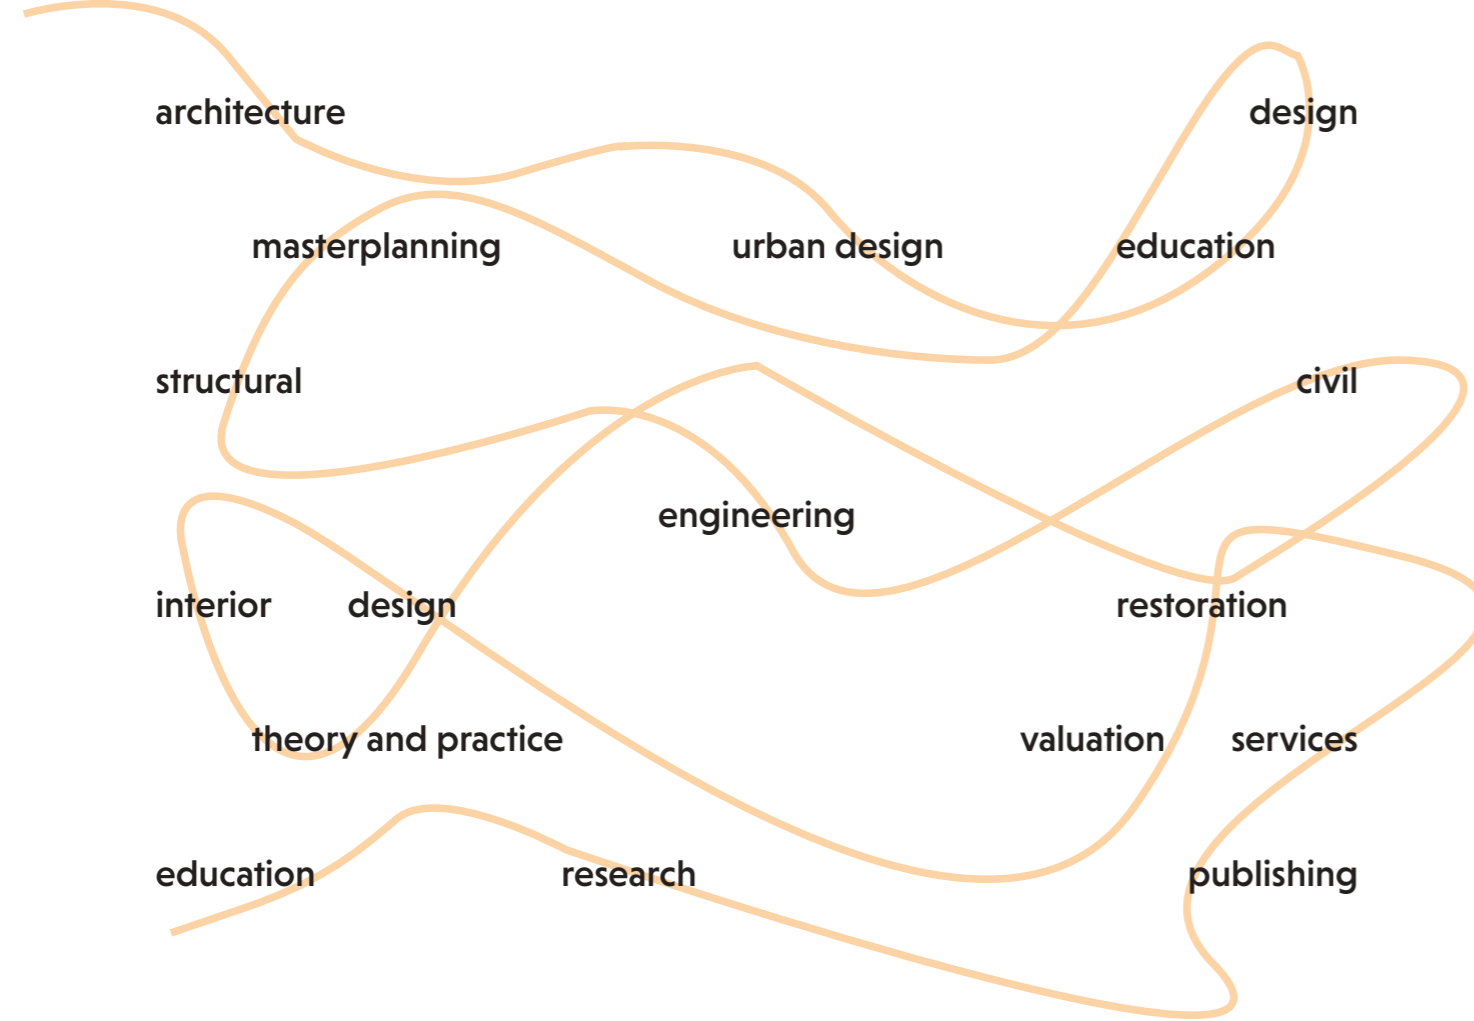 architecture design
masterplanning urban design education
structural civil
engineering
interior design restoration
theory and practice valuation services
education research publishing